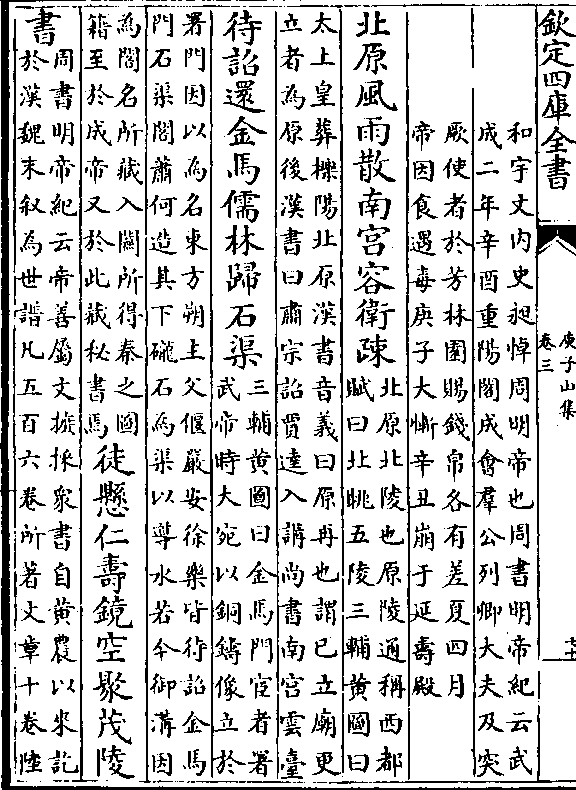 欽定四庫全書
庾子山集
卷三
和宇文内史昶悼周明帝也周書明帝紀云武
成二年辛酉重陽閣成會羣公列卿大夫及突
厥使者於芳林園賜錢帛各有差夏四月
帝因食遇毒庚子大漸辛丑崩于延壽殿
北原風雨散南宫容衛疎
北原北陵也原陵通稱西都
賦曰北眺五陵三輔黄圖曰
太上皇葬櫟陽北原漢書音義曰原再也謂已立廟更
立者為原後漢書曰肅宗詔賈逵入講尚書南宫雲臺
待詔還金馬儒林歸石渠
三輔黄圖曰金馬門宦者署
武帝時大宛以銅鑄像立於
署門因以為名東方朔主父偃嚴安徐樂皆待詔金馬
門石渠閣蕭何造其下礲石為渠以導水若今御溝因
為閣名所藏入闗所得秦之圖
籍至於成帝又於此藏秘書焉
徒懸仁壽鏡空聚茂陵
書
周書明帝紀云帝善屬文捃採衆書自黄農以來訖
於漢魏末叙為世譜凡五百六卷所著文章十卷陸